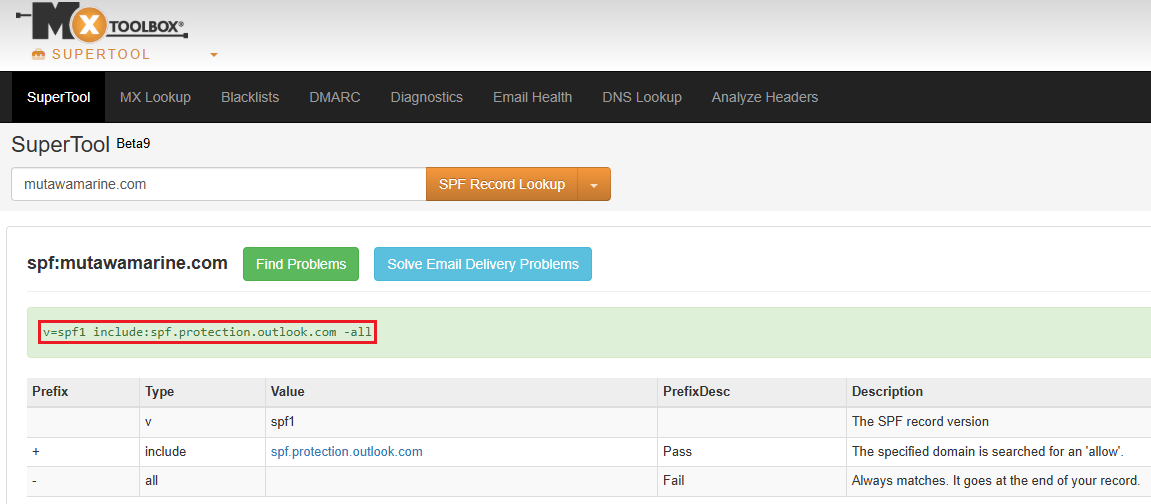 MX TOOLBOX®
SUPERTOOL
SuperTool MX Lookup Blacklists DMARC Diagnostics Email Health DNS Lookup Analyze Headers
SuperTool Beta9
mutawamarine.com SPF Record Lookup
spf:mutawamarine.com Find Problems Solve Email Delivery Problems
v=spf1 include:spf.protection.outlook.com -all
Prefix Type Value PrefixDesc Description
v spf1 The SPF record version
+ include spf.protection.outlook.com Pass The specified domain is searched for an 'allow'.
- all Fail Always matches. It goes at the end of your record.